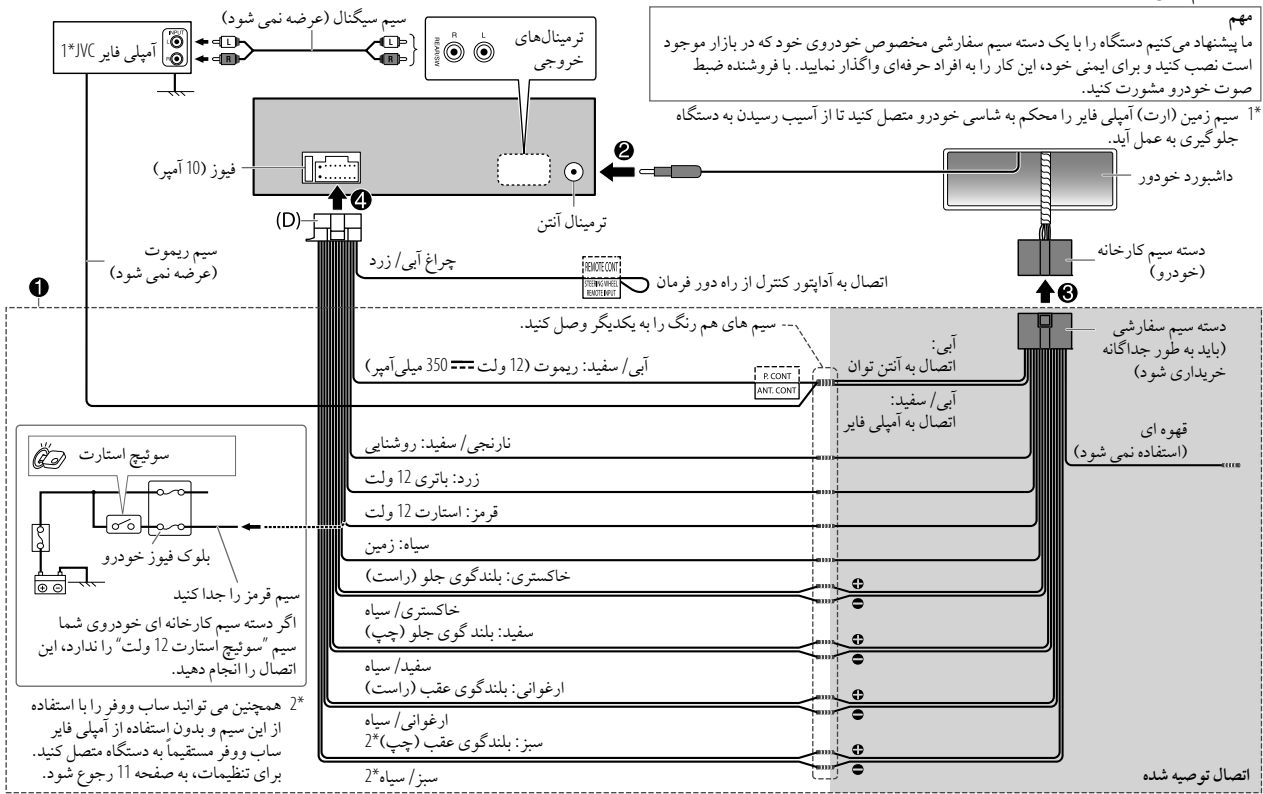 مهم
ما پیشنهاد می‌کنیم دستگاه را با یک دسته سیم سفارشی مخصوص خودروی خود که در بازار موجود
است نصب کنید و برای ایمنی خود، این کار را به افراد حرفه‌ای واگذار نمایید. با فروشنده ضبط
صوت خودرو مشورت کنید.
*1 سیم زمین (ارت) آمپلی فایر را محکم به شاسی خودرو متصل کنید تا از آسیب رسیدن به دستگاه
جلوگیری به عمل آید.
سیم سیگنال (عرضه نمی شود)
آمپلی فایر JVC*1
INPUT
L
R
L
R
L
R
ترمینال‌های
خروجی
R
L
REAR/SW
فیوز (10 آمپر)
ترمینال آنتن
داشبورد خودور
دسته سیم کارخانه
(خودرو)
(D)
سیم ریموت
(عرضه نمی شود)
چراغ آبی/ زرد
REMOTE CONT
STEERING WHEEL
REMOTE INPUT
اتصال به آداپتور کنترل از راه دور فرمان
1
2
3
4
سیم های هم رنگ را به یکدیگر وصل کنید.
دسته سیم سفارشی
(باید به طور جداگانه
خریداری شود)
آبی:
اتصال به آنتن توان
آبی/ سفید: ریموت (12 ولت ⎓ 350 میلی‌آمپر)
P. CONT
ANT. CONT
آبی/ سفید:
اتصال به آمپلی فایر
قهوه ای
(استفاده نمی شود)
نارنجی/ سفید: روشنایی
زرد: باتری 12 ولت
قرمز: استارت 12 ولت
سیاه: زمین
خاکستری: بلندگوی جلو (راست)
خاکستری/ سیاه
سفید: بلند گوی جلو (چپ)
سفید/ سیاه
ارغوانی: بلندگوی عقب (راست)
ارغوانی/ سیاه
سبز: بلندگوی عقب (چپ)*2
سبز/ سیاه*2
سوئیچ استارت
بلوک فیوز خودرو
سیم قرمز را جدا کنید
اگر دسته سیم کارخانه ای خودروی شما
سیم "سوئیچ استارت 12 ولت" را ندارد، این
اتصال را انجام دهید.
*2 همچنین می توانید ساب ووفر را با استفاده
از این سیم و بدون استفاده از آمپلی فایر
ساب ووفر مستقیماً به دستگاه متصل کنید.
برای تنظیمات، به صفحه 11 رجوع شود.
اتصال توصیه شده